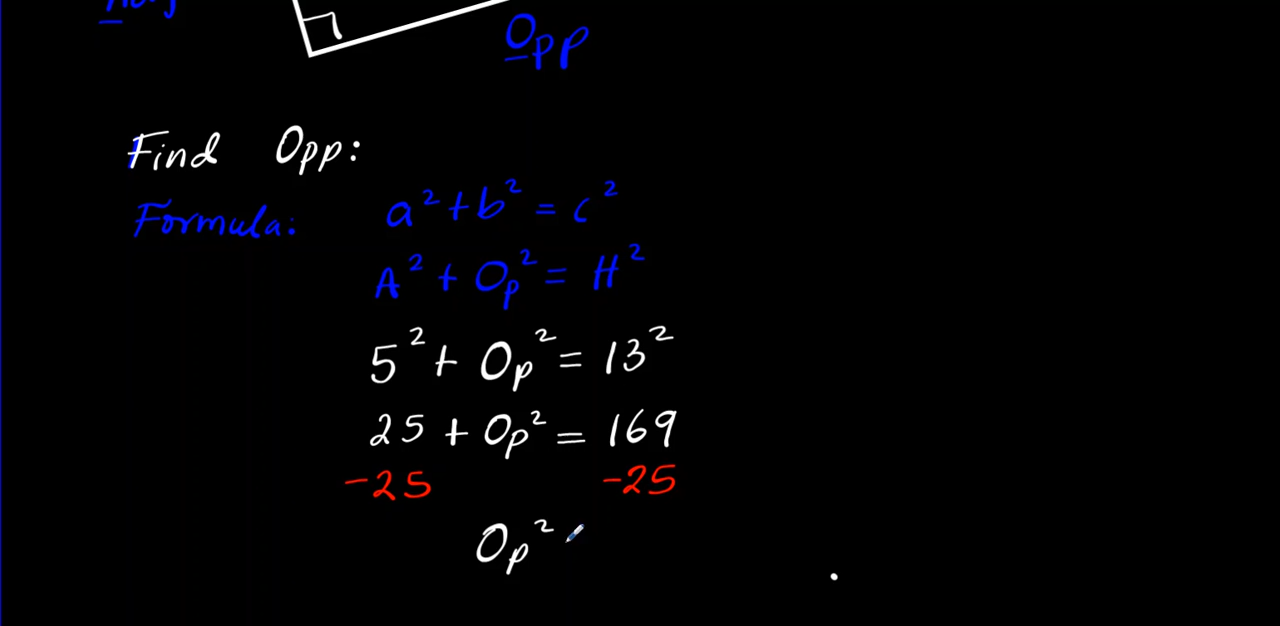 Opp
Find Opp:
Formula: a² + b² = c²
A² + Op² = H²
5² + Op² = 13²
25 + Op² = 169
-25 -25
Op²